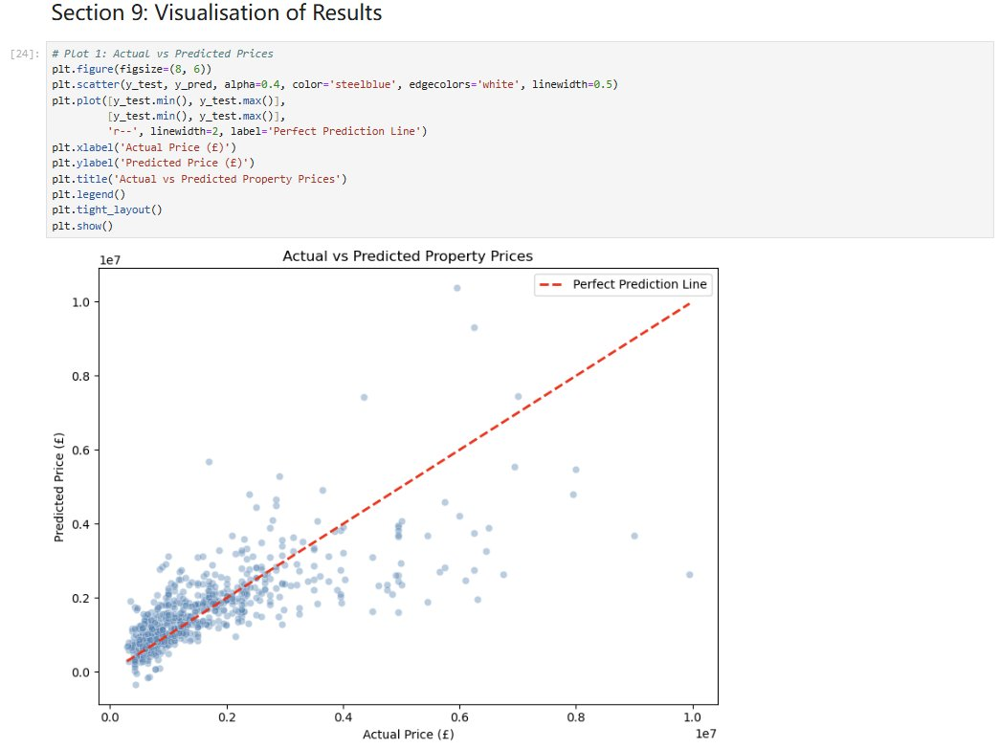 Section 9: Visualisation of Results
[24]: # Plot 1: Actual vs Predicted Prices
plt.figure(figsize=(8, 6))
plt.scatter(y_test, y_pred, alpha=0.4, color='steelblue', edgecolors='white', linewidth=0.5)
plt.plot([y_test.min(), y_test.max()],
[y_test.min(), y_test.max()],
'r--', linewidth=2, label='Perfect Prediction Line')
plt.xlabel('Actual Price (£)')
plt.ylabel('Predicted Price (£)')
plt.title('Actual vs Predicted Property Prices')
plt.legend()
plt.tight_layout()
plt.show()
Actual vs Predicted Property Prices
1e7
Perfect Prediction Line
1.0
0.8
0.6
0.4
0.2
0.0
Predicted Price (£)
0.0 0.2 0.4 0.6 0.8 1.0
1e7
Actual Price (£)